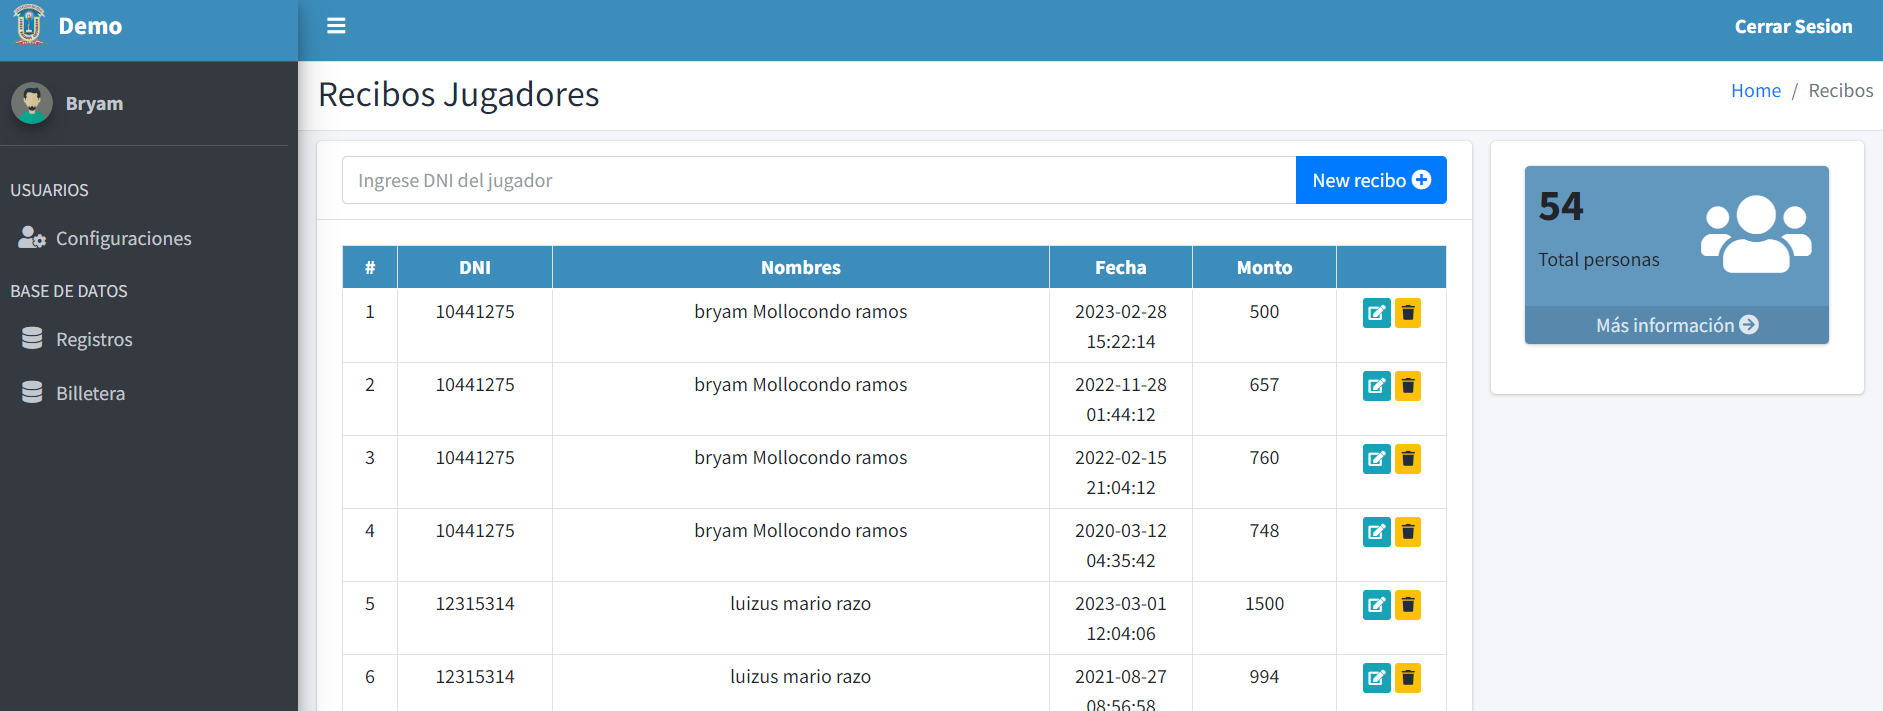 Demo
Cerrar Sesion
Bryam
USUARIOS
Configuraciones
BASE DE DATOS
Registros
Billetera
Recibos Jugadores
Home / Recibos
Ingrese DNI del jugador
New recibo
# DNI Nombres Fecha Monto
1 10441275 bryam Mollocondo ramos 2023-02-28 500
15:22:14
2 10441275 bryam Mollocondo ramos 2022-11-28 657
01:44:12
3 10441275 bryam Mollocondo ramos 2022-02-15 760
21:04:12
4 10441275 bryam Mollocondo ramos 2020-03-12 748
04:35:42
5 12315314 luizus mario razo 2023-03-01 1500
12:04:06
6 12315314 luizus mario razo 2021-08-27 994
08:56:58
54
Total personas
Más información